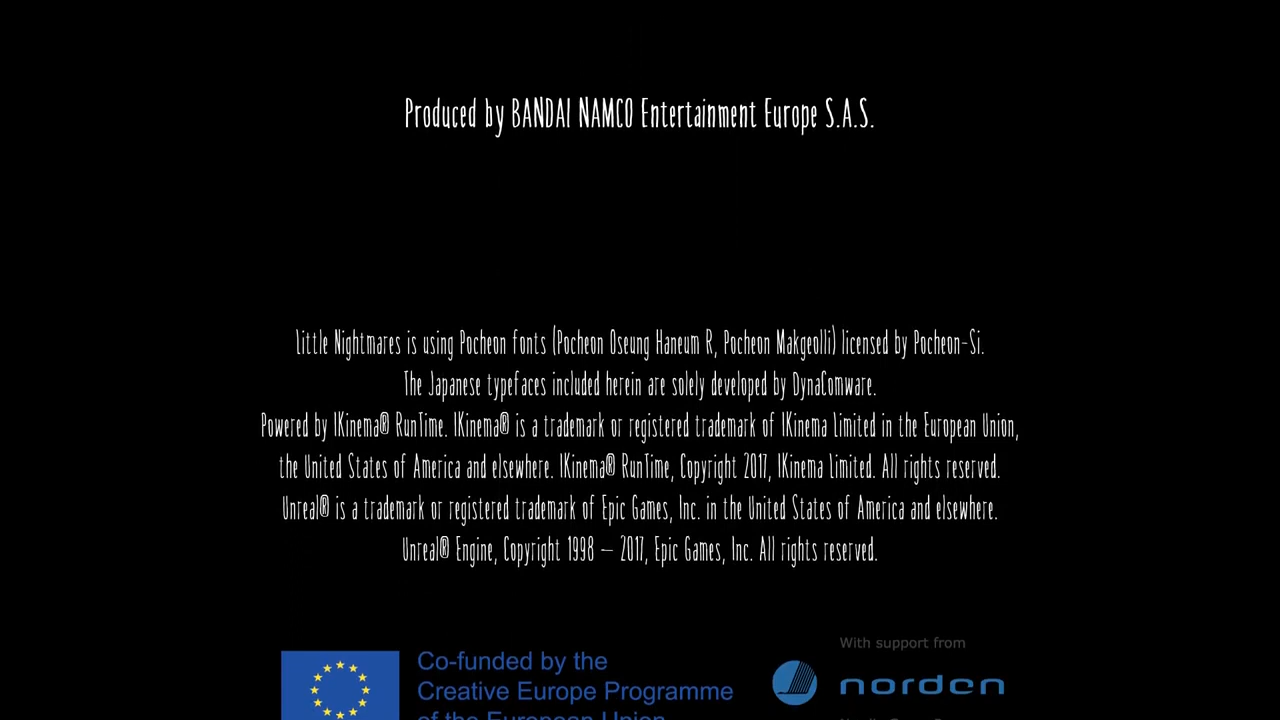 Produced by BANDAI NAMCO Entertainment Europe S.A.S.
Little Nightmares is using Pocheon fonts (Pocheon Oseung Haneum R, Pocheon Makgeolli) licensed by Pocheon-Si.
The Japanese typefaces included herein are solely developed by DynaComware.
Powered by IKinema® RunTime. IKinema® is a trademark or registered trademark of IKinema Limited in the European Union,
the United States of America and elsewhere. IKinema® RunTime, Copyright 2017, IKinema Limited. All rights reserved.
Unreal® is a trademark or registered trademark of Epic Games, Inc. in the United States of America and elsewhere.
Unreal® Engine, Copyright 1998 – 2017, Epic Games, Inc. All rights reserved.
With support from
Co-funded by the
Creative Europe Programme
of the European Union
norden